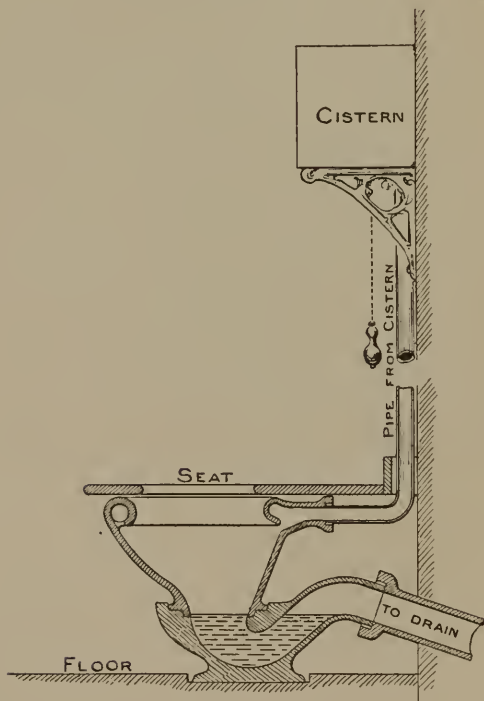 CISTERN
PIPE FROM CISTERN
SEAT
TO DRAIN
FLOOR